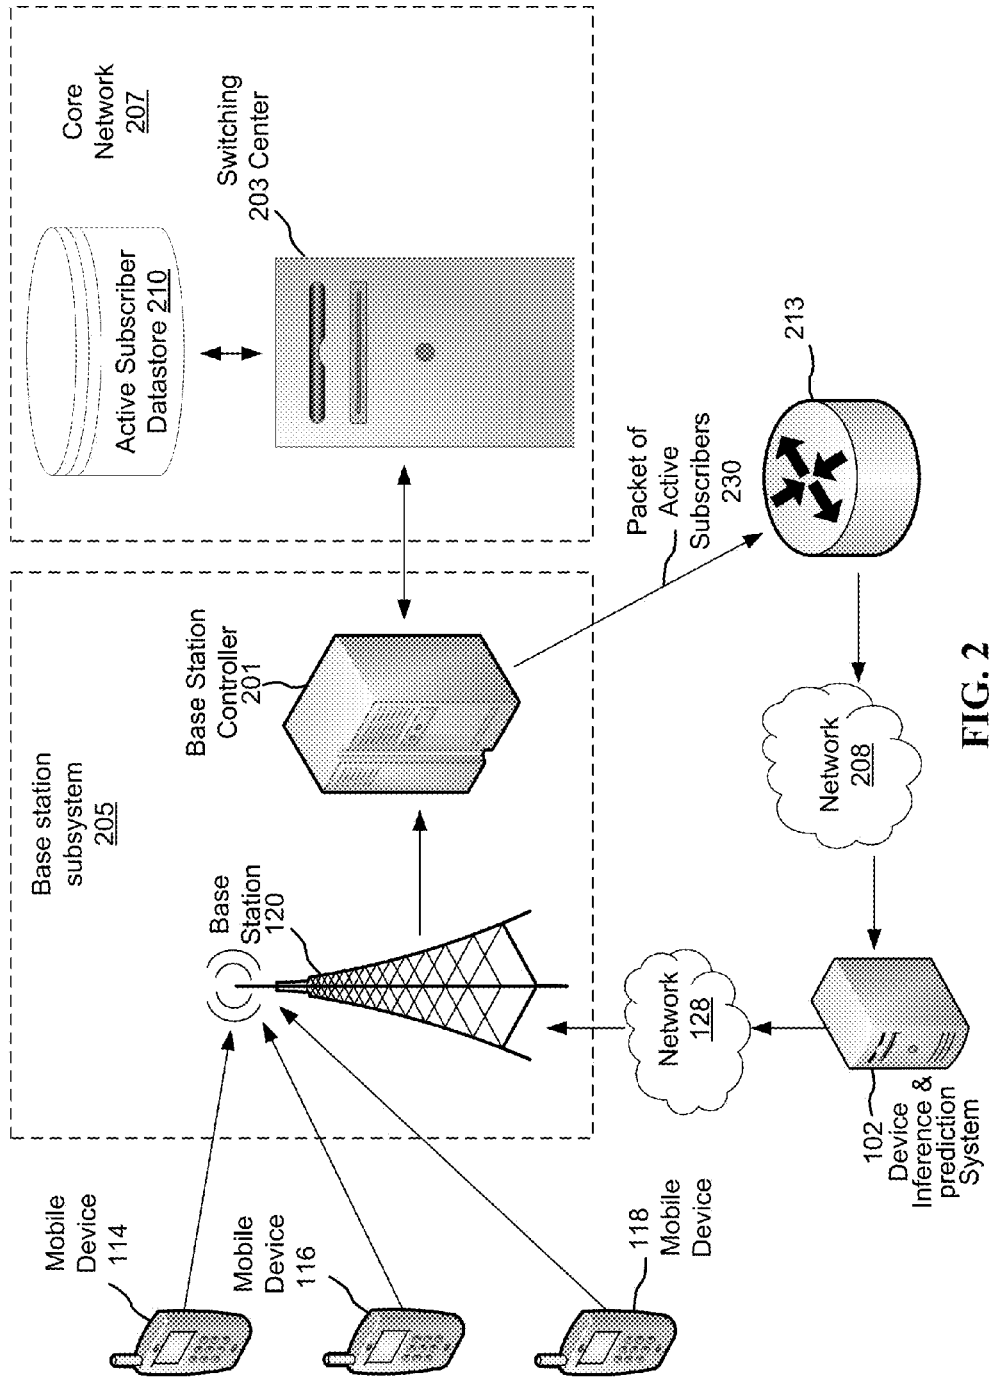 Mobile
Device
114
Mobile
Device
116
118
Mobile
Device
Base station
subsystem
205
Base
Station
120
Base Station
Controller
201
Core
Network
207
Active Subscriber
Datastore 210
Switching
203 Center
Packet of
Active
Subscribers
230
213
Network
208
Network
128
102
Device
Inference &
prediction
System
FIG. 2